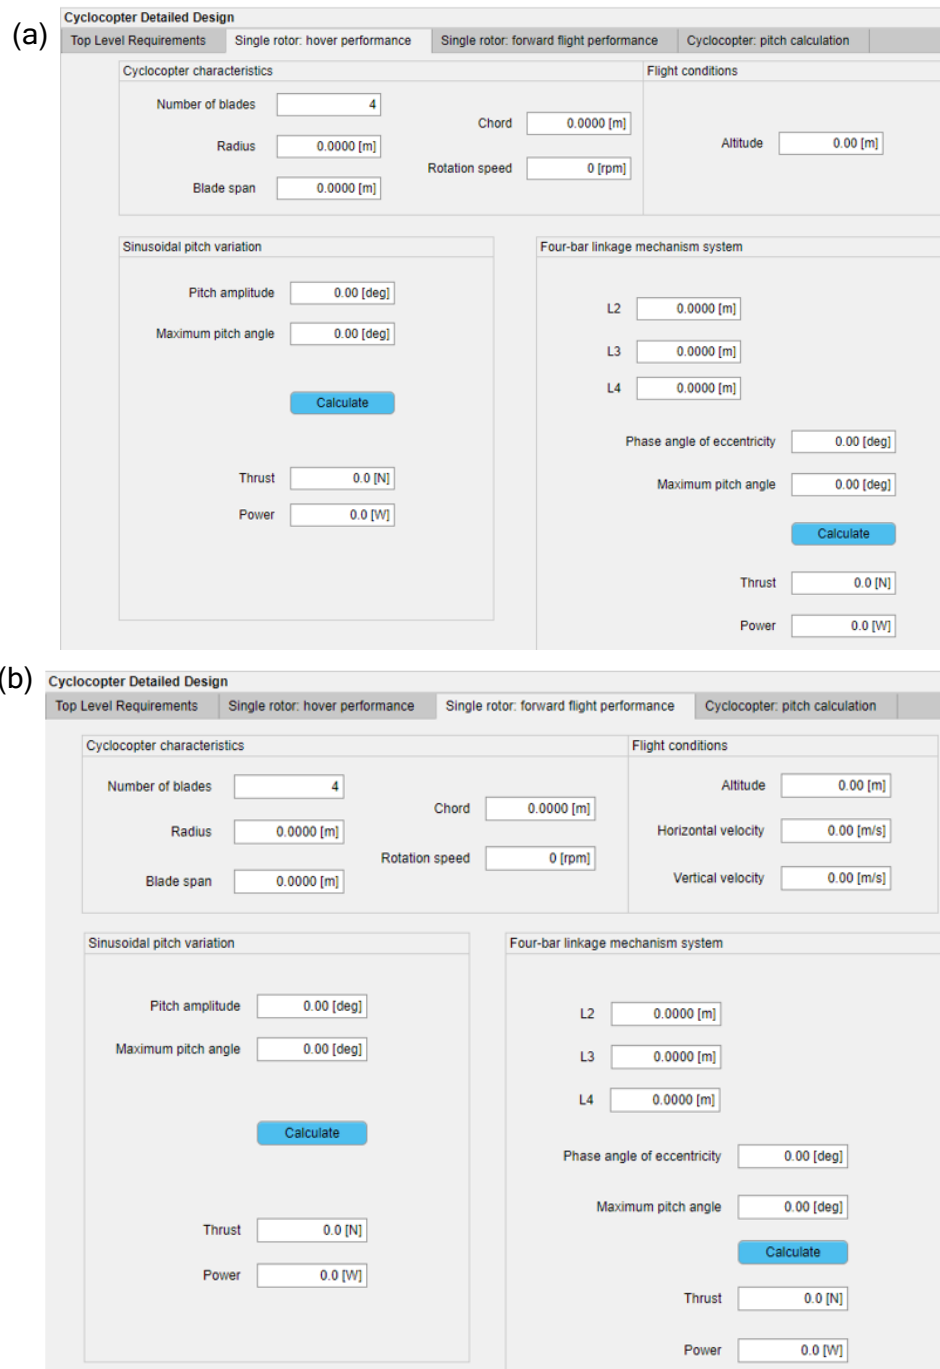 (a)
Cyclocopter Detailed Design
Top Level Requirements Single rotor: hover performance Single rotor: forward flight performance Cyclocopter: pitch calculation
Cyclocopter characteristics
Number of blades 4
Radius 0.0000 [m]
Blade span 0.0000 [m]
Chord 0.0000 [m]
Rotation speed 0 [rpm]
Flight conditions
Altitude 0.00 [m]
Sinusoidal pitch variation
Pitch amplitude 0.00 [deg]
Maximum pitch angle 0.00 [deg]
Calculate
Thrust 0.0 [N]
Power 0.0 [W]
Four-bar linkage mechanism system
L2 0.0000 [m]
L3 0.0000 [m]
L4 0.0000 [m]
Phase angle of eccentricity 0.00 [deg]
Maximum pitch angle 0.00 [deg]
Calculate
Thrust 0.0 [N]
Power 0.0 [W]
(b)
Cyclocopter Detailed Design
Top Level Requirements Single rotor: hover performance Single rotor: forward flight performance Cyclocopter: pitch calculation
Cyclocopter characteristics
Number of blades 4
Radius 0.0000 [m]
Blade span 0.0000 [m]
Chord 0.0000 [m]
Rotation speed 0 [rpm]
Flight conditions
Altitude 0.00 [m]
Horizontal velocity 0.00 [m/s]
Vertical velocity 0.00 [m/s]
Sinusoidal pitch variation
Pitch amplitude 0.00 [deg]
Maximum pitch angle 0.00 [deg]
Calculate
Thrust 0.0 [N]
Power 0.0 [W]
Four-bar linkage mechanism system
L2 0.0000 [m]
L3 0.0000 [m]
L4 0.0000 [m]
Phase angle of eccentricity 0.00 [deg]
Maximum pitch angle 0.00 [deg]
Calculate
Thrust 0.0 [N]
Power 0.0 [W]